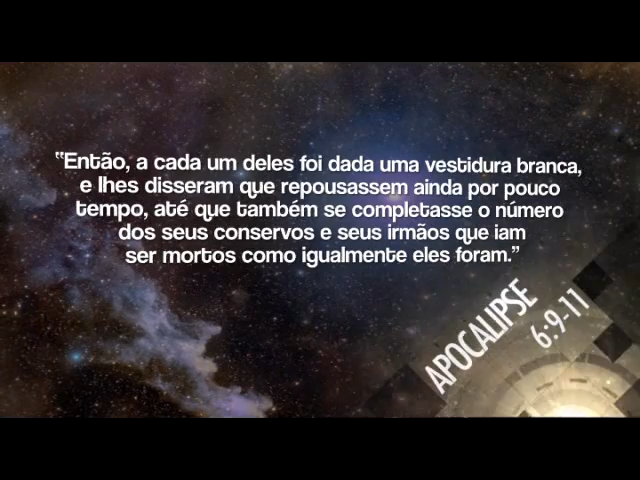 “Então, a cada um deles foi dada uma vestidura branca,
e lhes disseram que repousassem ainda por pouco
tempo, até que também se completasse o número
dos seus conservos e seus irmãos que iam
ser mortos como igualmente eles foram.”
APOCALIPSE
6:9-11